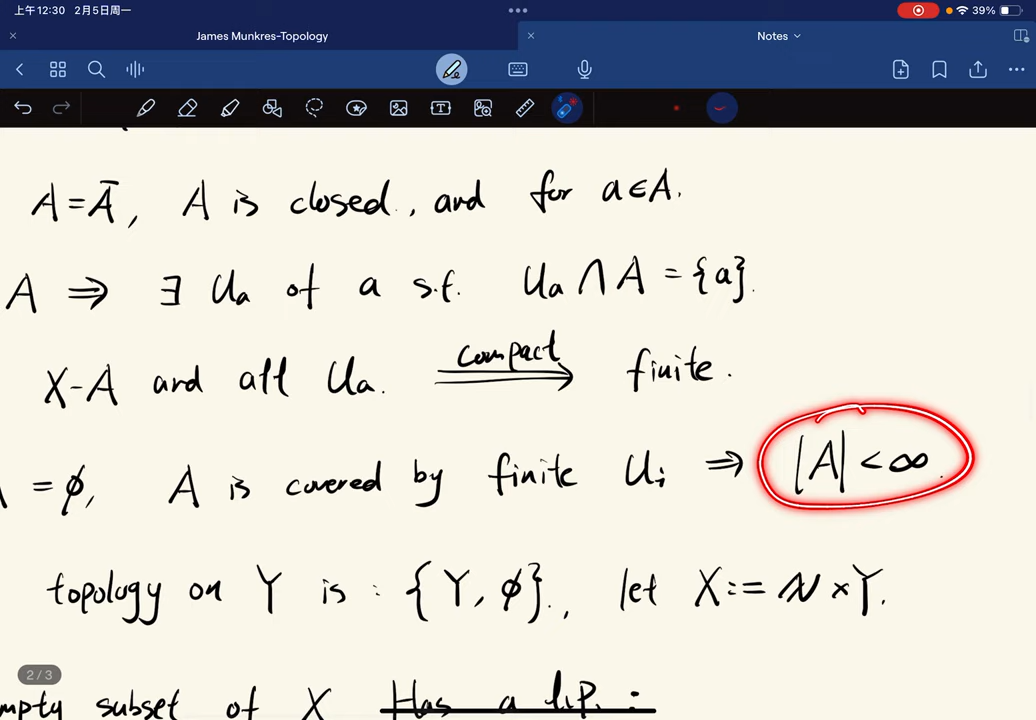 上午12:30 2月5日周一
39%
James Munkres-Topology
Notes
A = Ā, A is closed, and for a∈A.
A ⇒ ∃ Ua of a s.t. Ua ∩ A = {a}.
X-A and all Ua. compact ⟹ finite.
= ϕ, A is covered by finite Ui ⇒ |A| < ∞.
topology on Y is : {Y, ϕ}., let X := N × Y.
2 / 3
mpty subset of X Has a l.p. :